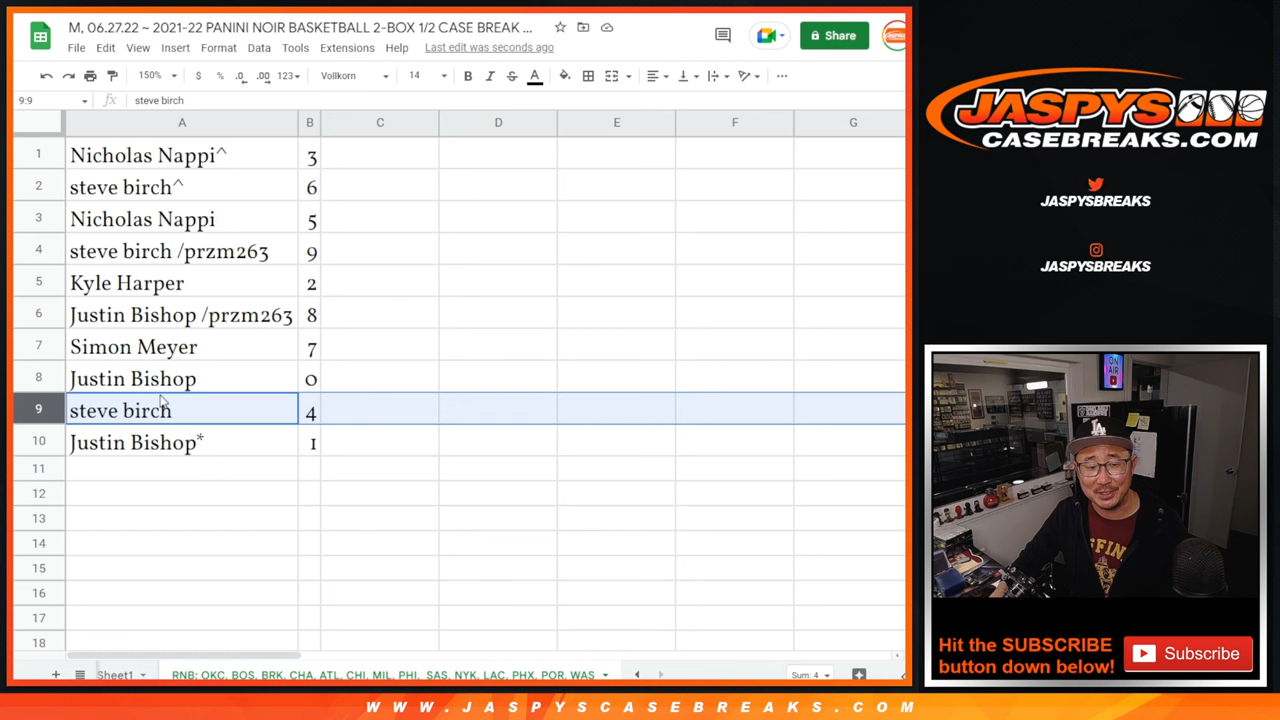 M, 06.27.22 ~ 2021-22 PANINI NOIR BASKETBALL 2-BOX 1/2 CASE BREAK ...
File Edit View Insert Format Data Tools Extensions Help Last edit was seconds ago
Share
150% $ % .0 .00 123 Vollkorn 14 B I S A
9:9 fx steve birch
A B C D E F G
1 Nicholas Nappi^ 3
2 steve birch^ 6
3 Nicholas Nappi 5
4 steve birch /przm263 9
5 Kyle Harper 2
6 Justin Bishop /przm263 8
7 Simon Meyer 7
8 Justin Bishop 0
9 steve birch 4
10 Justin Bishop* 1
11
12
13
14
15
16
17
18
+ Sheet1 RNB: OKC, BOS, BRK, CHA, ATL, CHI, MIL, PHI, SAS, NYK, LAC, PHX, POR, WAS Sum: 4
JASPYS
CASEBREAKS.COM
JASPYSBREAKS
JASPYSBREAKS
ON AIR
LA
Hit the SUBSCRIBE
button down below!
Subscribe
WWW.JASPYSCASEBREAKS.COM